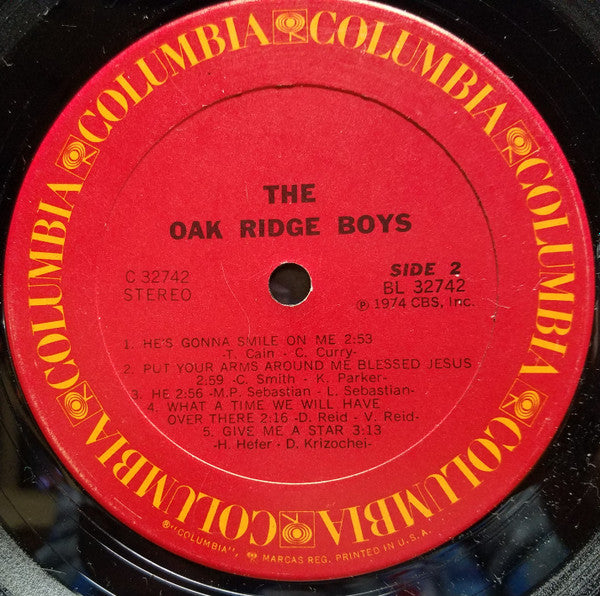 COLUMBIA COLUMBIA COLUMBIA COLUMBIA COLUMBIA COLUMBIA COLUMBIA COLUMBIA
THE
OAK RIDGE BOYS
C 32742
STEREO
SIDE 2
BL 32742
℗ 1974 CBS, Inc.
1. HE'S GONNA SMILE ON ME 2:53
-T. Cain - C. Curry-
2. PUT YOUR ARMS AROUND ME BLESSED JESUS
2:59 -C. Smith - K. Parker-
3. HE 2:56 -M.P. Sebastian - L. Sebastian-
4. WHAT A TIME WE WILL HAVE
OVER THERE 2:16 -D. Reid - V. Reid-
5. GIVE ME A STAR 3:13
-H. Hefer - D. Krizochei-
®"COLUMBIA", MARCAS REG. PRINTED IN U.S.A.